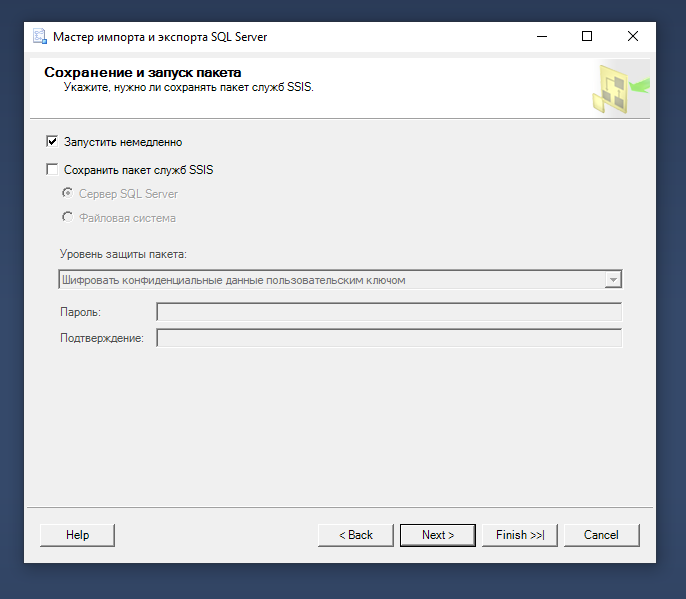 Мастер импорта и экспорта SQL Server
Сохранение и запуск пакета
Укажите, нужно ли сохранять пакет служб SSIS.
Запустить немедленно
Сохранить пакет служб SSIS
Сервер SQL Server
Файловая система
Уровень защиты пакета:
Шифровать конфиденциальные данные пользовательским ключом
Пароль:
Подтверждение:
Help
< Back
Next >
Finish >>|
Cancel